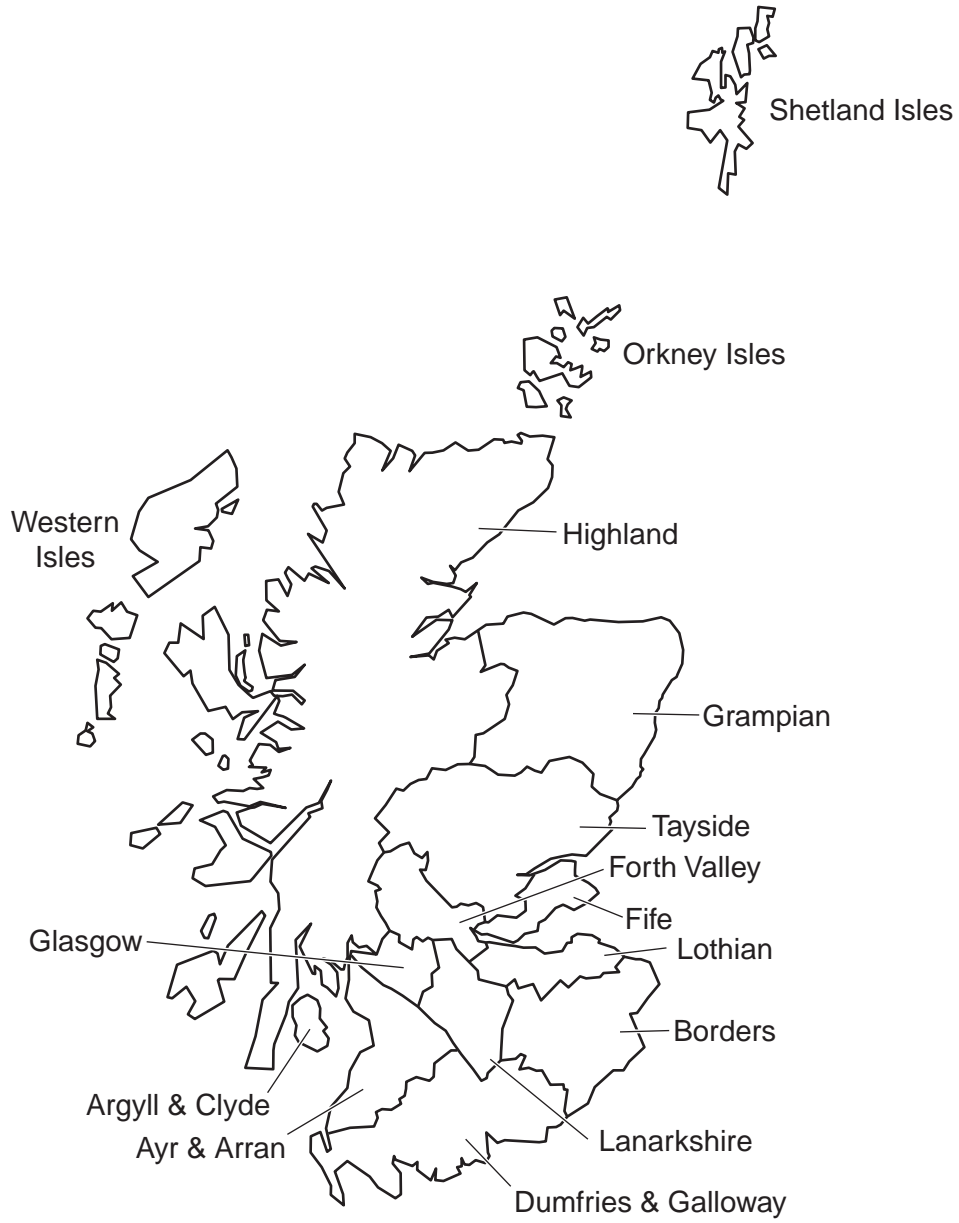 Shetland Isles
Orkney Isles
Western
Isles
Highland
Grampian
Tayside
Forth Valley
Fife
Glasgow
Lothian
Borders
Argyll & Clyde
Ayr & Arran
Lanarkshire
Dumfries & Galloway